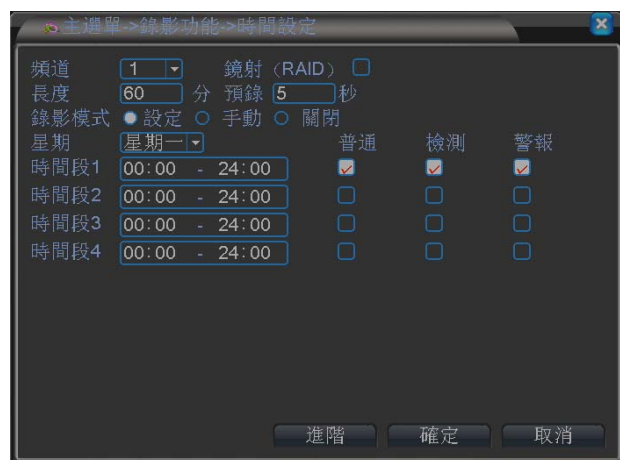 主選單->錄影功能->時間設定
頻道 1 鏡射（RAID）
長度 60 分 預錄 5 秒
錄影模式 設定 手動 關閉
星期 星期一 普通 檢測 警報
時間段1 00:00 - 24:00
時間段2 00:00 - 24:00
時間段3 00:00 - 24:00
時間段4 00:00 - 24:00
進階 確定 取消